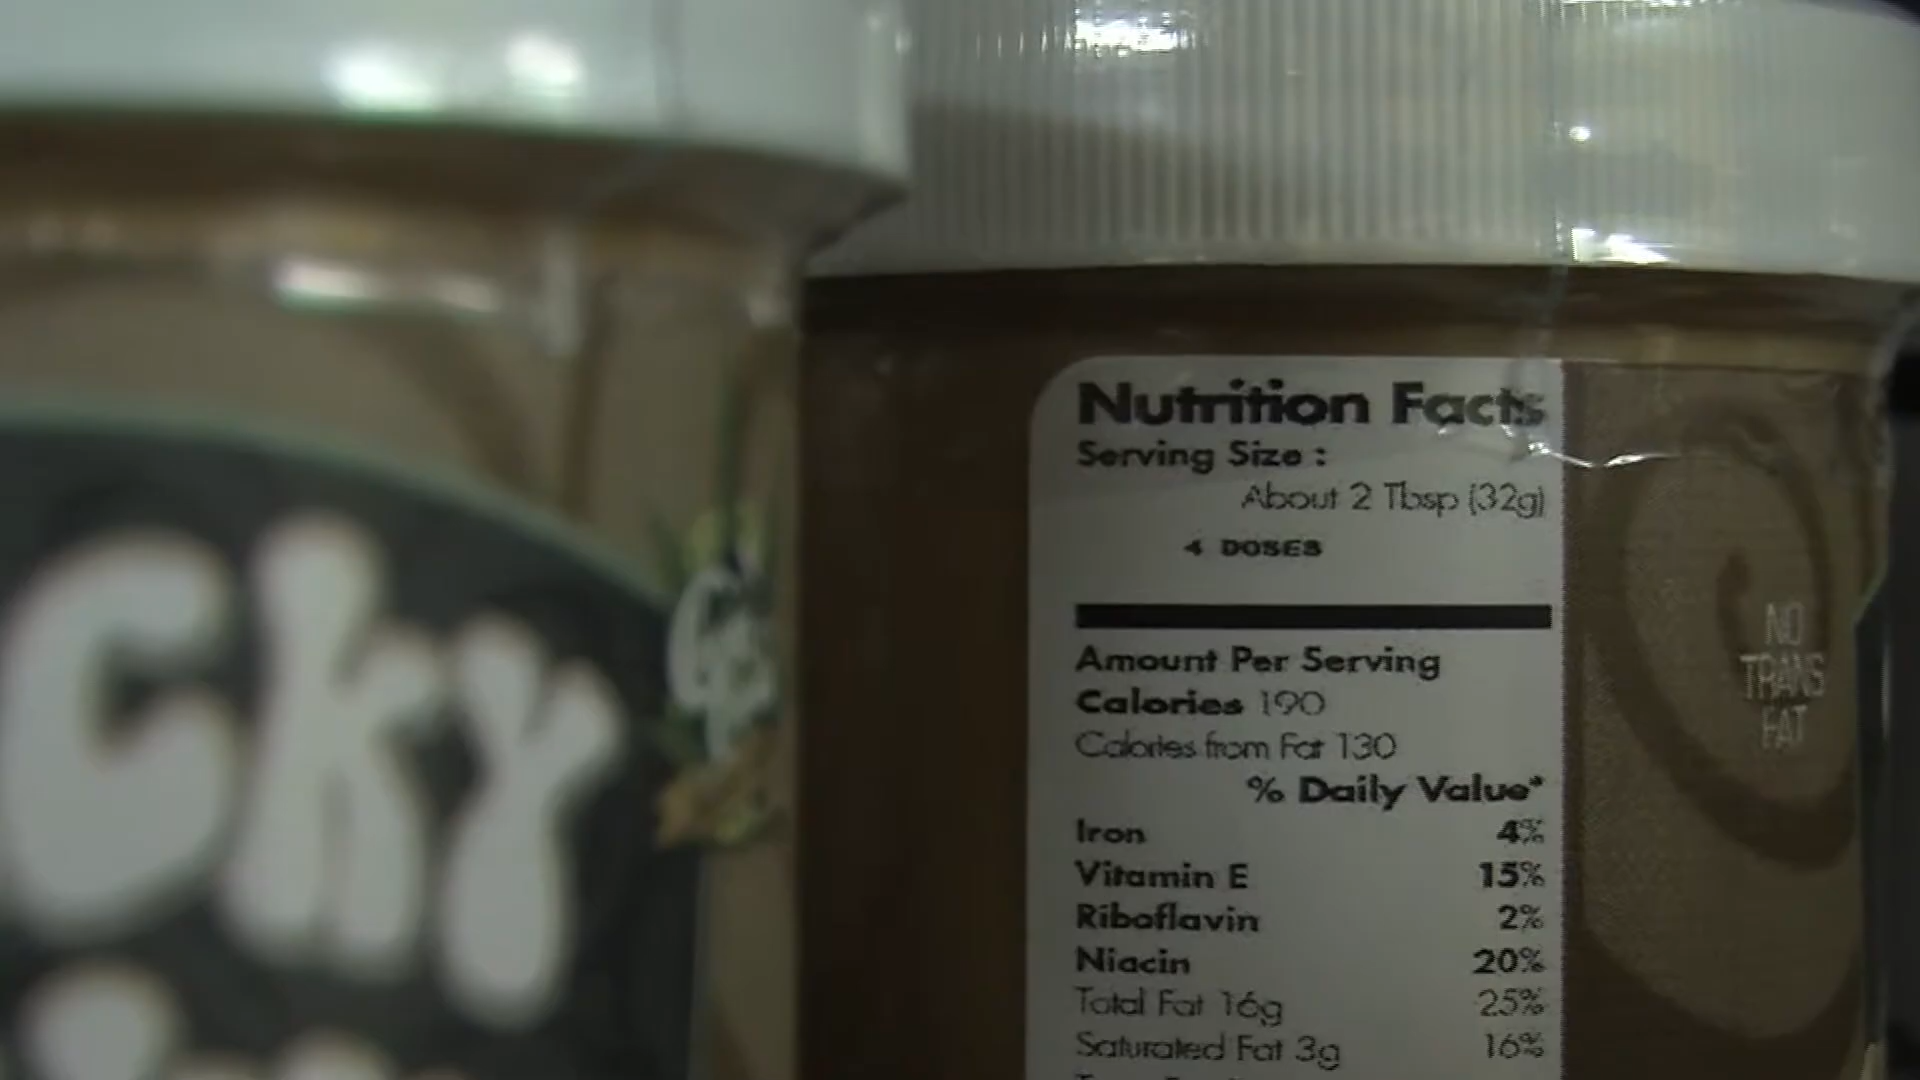 cky
Nutrition Facts
Serving Size :
About 2 Tbsp (32g)
4 DOSES
Amount Per Serving
Calories 190
Calories from Fat 130
% Daily Value*
Iron 4%
Vitamin E 15%
Riboflavin 2%
Niacin 20%
Total Fat 16g 25%
Saturated Fat 3g 16%
NO
TRANS
FAT